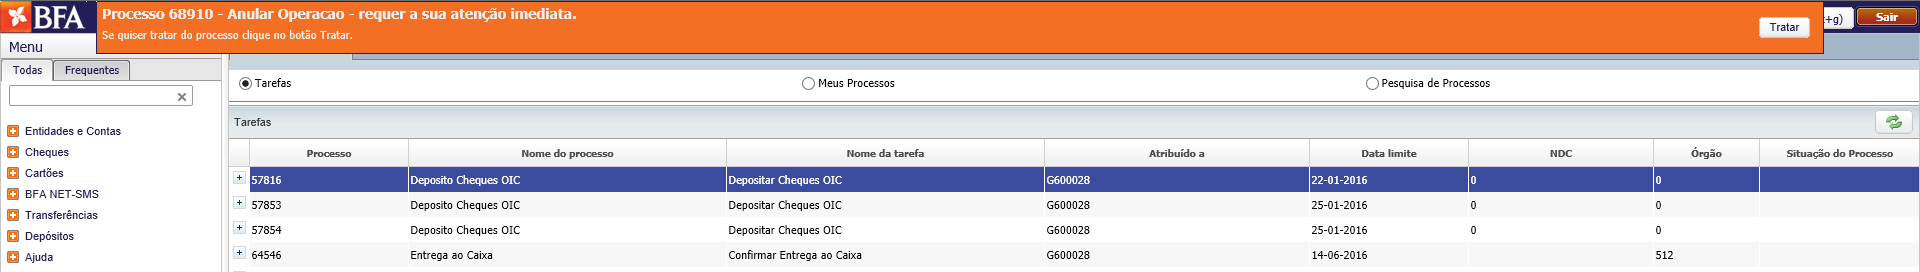 BFA
Processo 68910 - Anular Operacao - requer a sua atenção imediata.
Se quiser tratar do processo clique no botão Tratar.
Tratar
+g)
Sair
Menu
Todas
Frequentes
Tarefas
Meus Processos
Pesquisa de Processos
Entidades e Contas
Cheques
Cartões
BFA NET-SMS
Transferências
Depósitos
Ajuda
Tarefas
Processo Nome do processo Nome da tarefa Atribuído a Data limite NDC Órgão Situação do Processo
57816 Deposito Cheques OIC Depositar Cheques OIC G600028 22-01-2016 0 0
57853 Deposito Cheques OIC Depositar Cheques OIC G600028 25-01-2016 0 0
57854 Deposito Cheques OIC Depositar Cheques OIC G600028 25-01-2016 0 0
64546 Entrega ao Caixa Confirmar Entrega ao Caixa G600028 14-06-2016 512